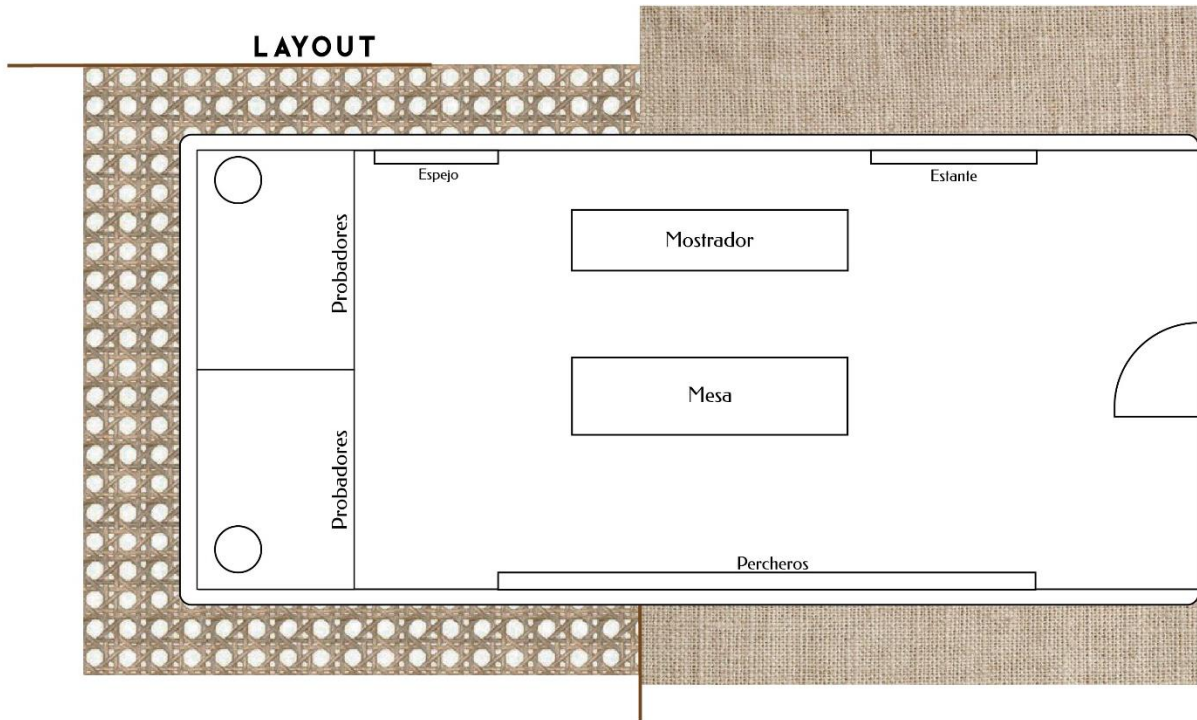 LAYOUT
Espejo
Estante
Probadores
Mostrador
Mesa
Probadores
Percheros